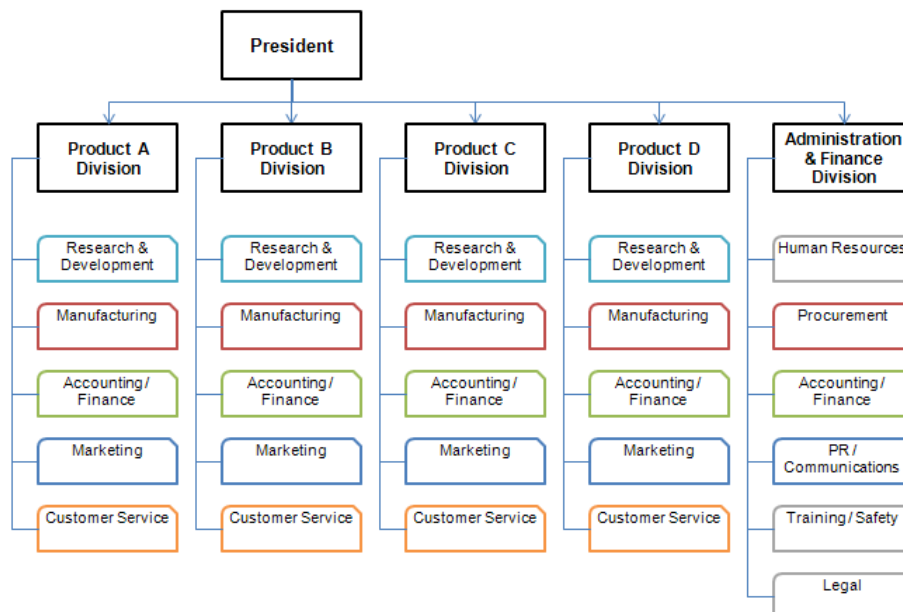 President
Product A
Division
Product B
Division
Product C
Division
Product D
Division
Administration
& Finance
Division
Research &
Development
Research &
Development
Research &
Development
Research &
Development
Human Resources
Manufacturing
Manufacturing
Manufacturing
Manufacturing
Procurement
Accounting/
Finance
Accounting/
Finance
Accounting/
Finance
Accounting/
Finance
Accounting/
Finance
Marketing
Marketing
Marketing
Marketing
PR /
Communications
Customer Service
Customer Service
Customer Service
Customer Service
Training/Safety
Legal